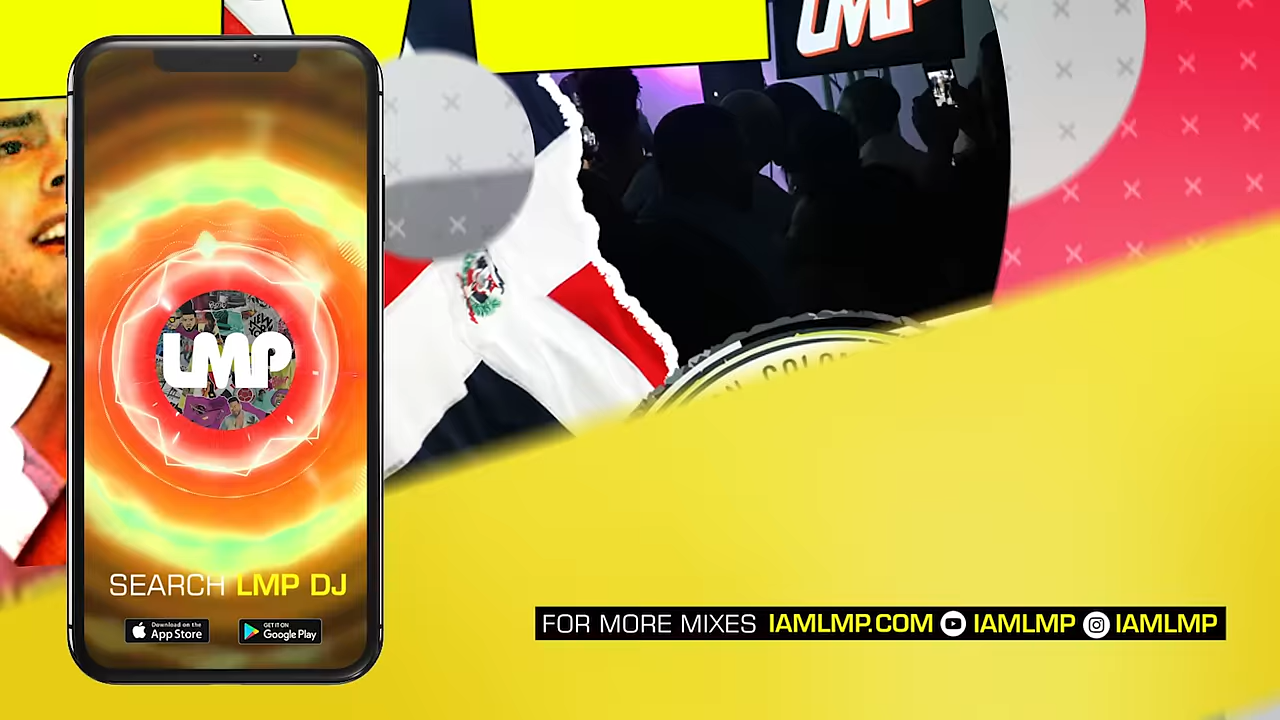 LMP
LMP
SEARCH LMP DJ
Download on the
App Store
GET IT ON
Google Play
FOR MORE MIXES IAMLMP.COM IAMLMP IAMLMP